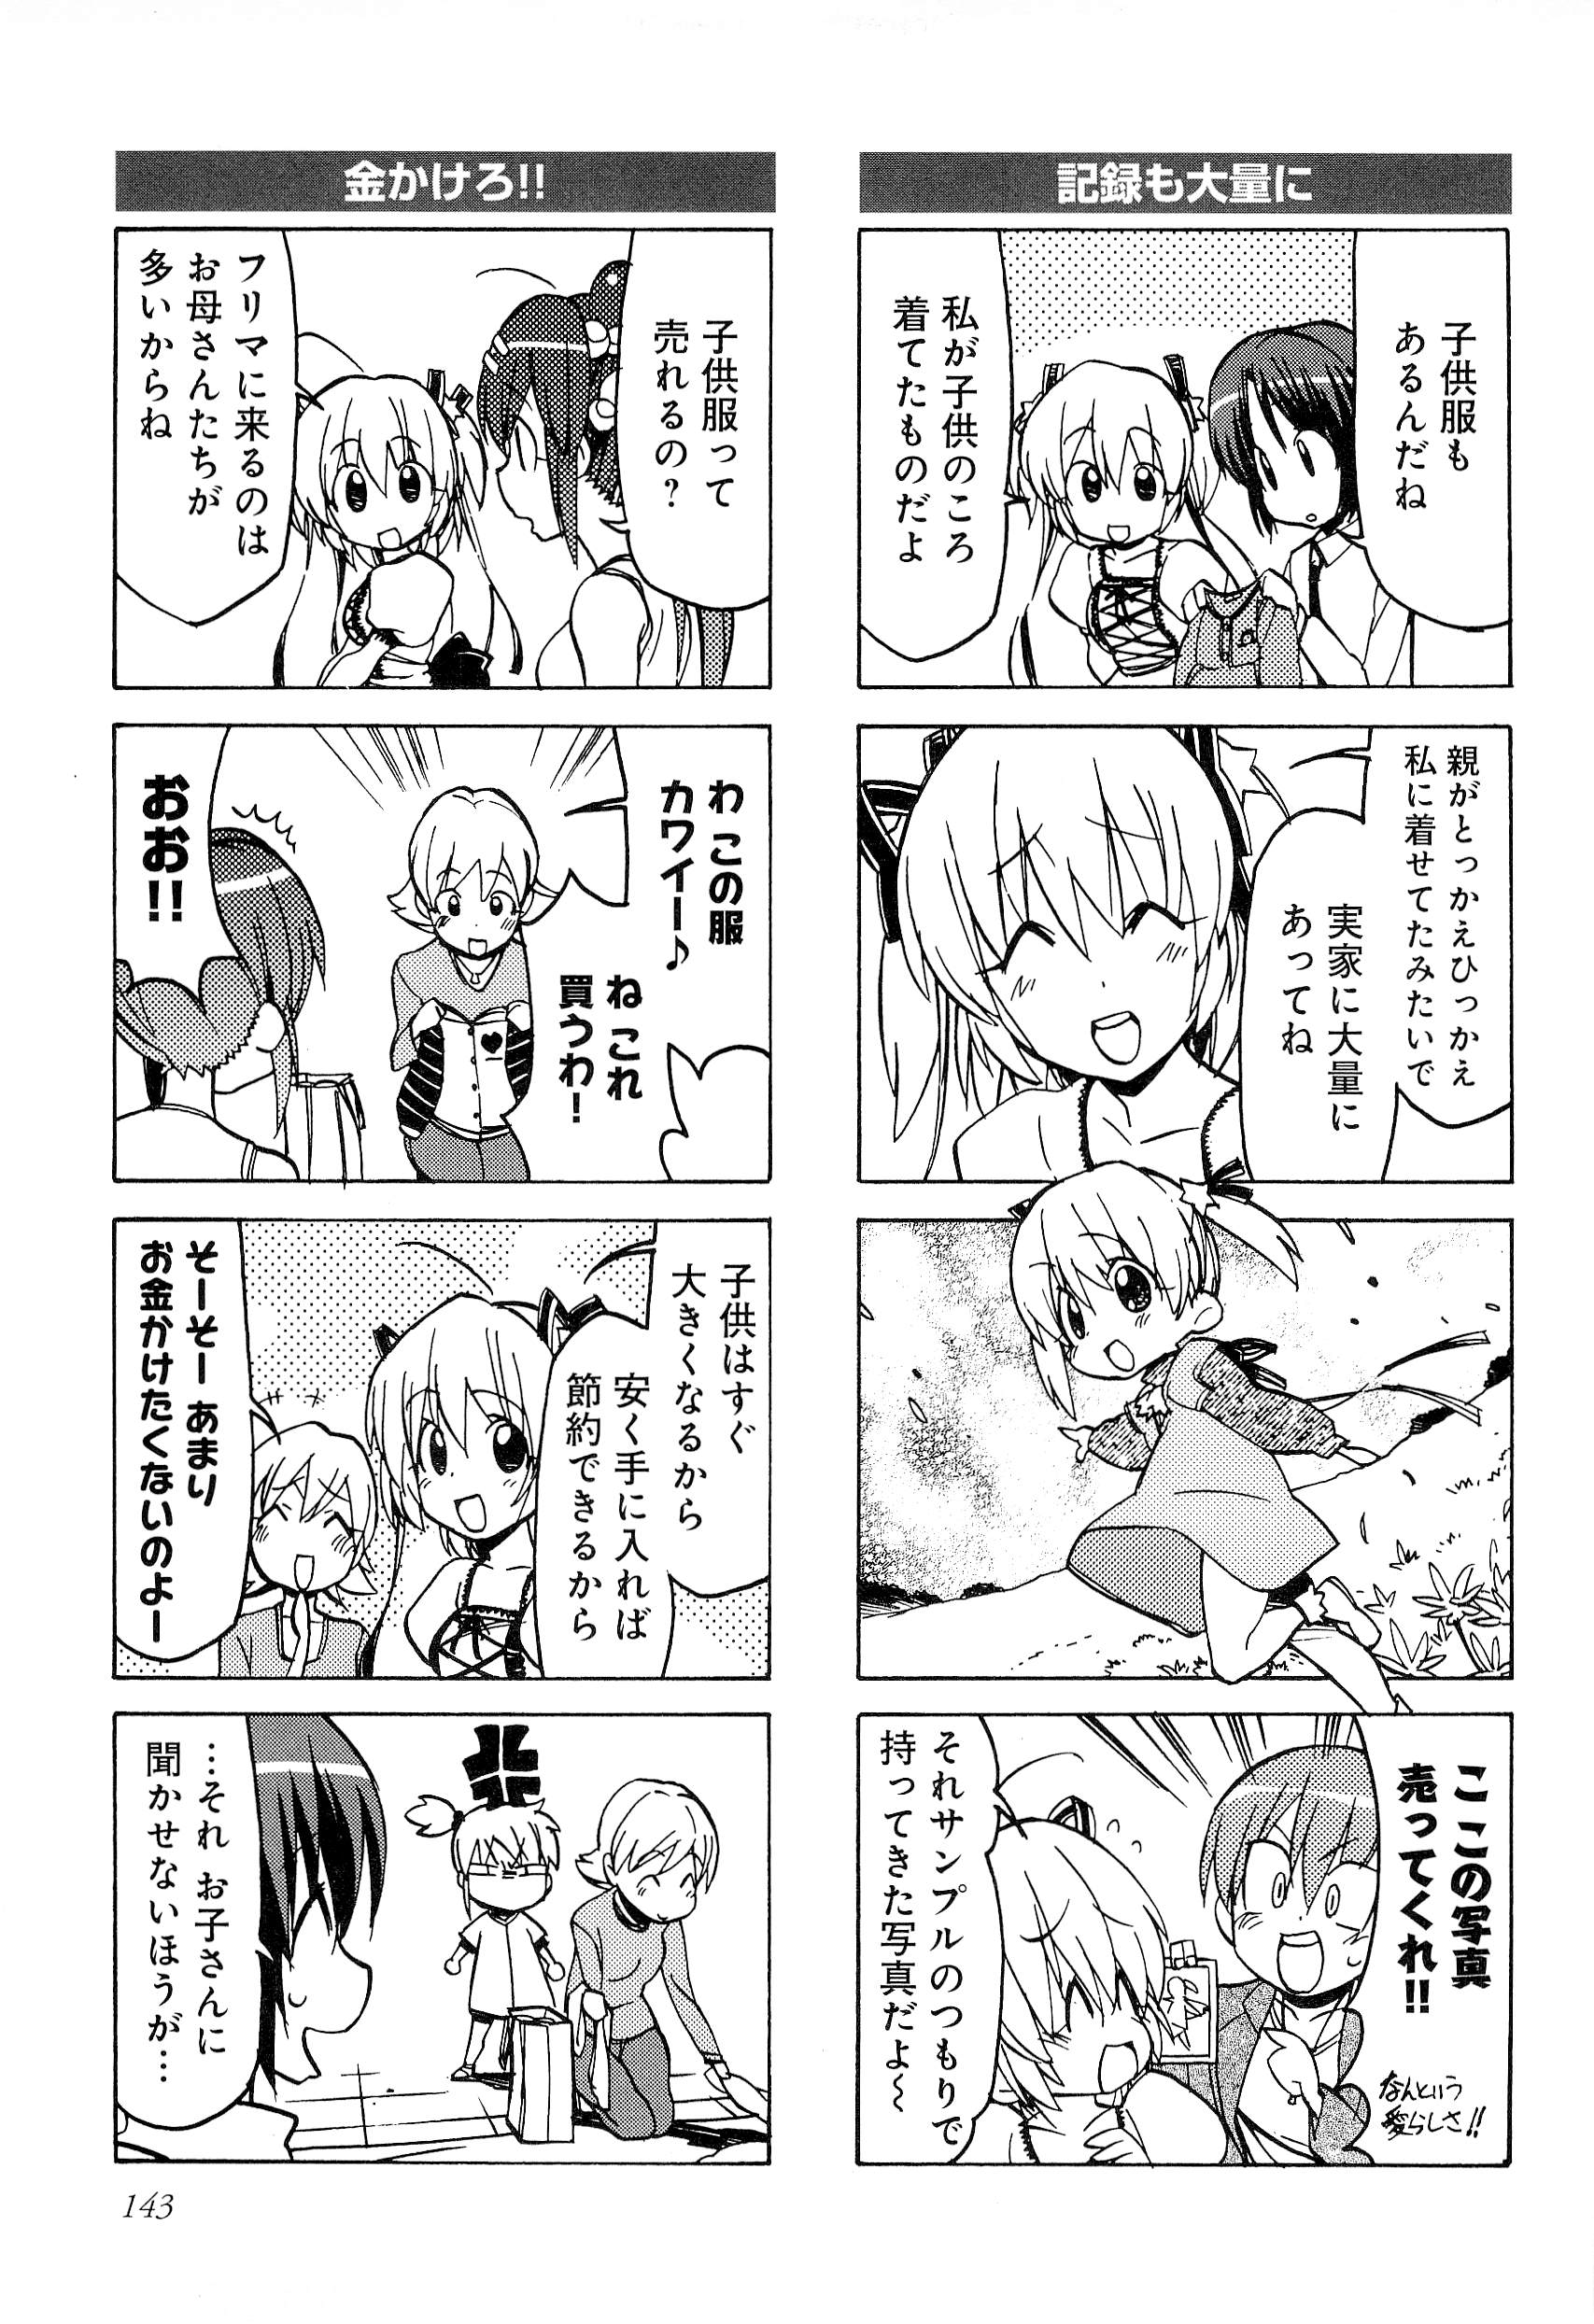 記録も大量に
子供服も
あるんだね
私が子供のころ
着てたものだよ
親がとっかえひっかえ
私に着せてたみたいで
実家に大量に
あってね
こ この写真
売ってくれ!!
なんという
愛らしさ!!
それサンプルのつもりで
持ってきた写真だよ〜
金かけろ!!
子供服って
売れるの?
フリマに来るのは
お母さんたちが
多いからね
わ この服
カワイー♪
ね これ
買うわ!
おお!!
子供はすぐ
大きくなるから
安く手に入れば
節約できるから
そーそー あまり
お金かけたくないのよー
…それ お子さんに
聞かせないほうが…
143